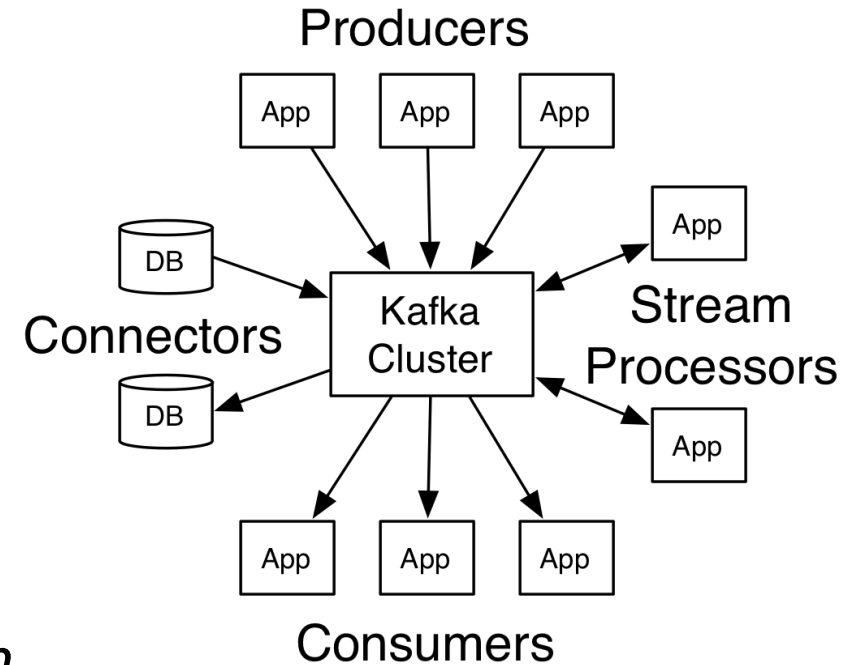 Producers
App
App
App
App
DB
Kafka
Cluster
Stream
Processors
Connectors
DB
App
App
App
App
Consumers